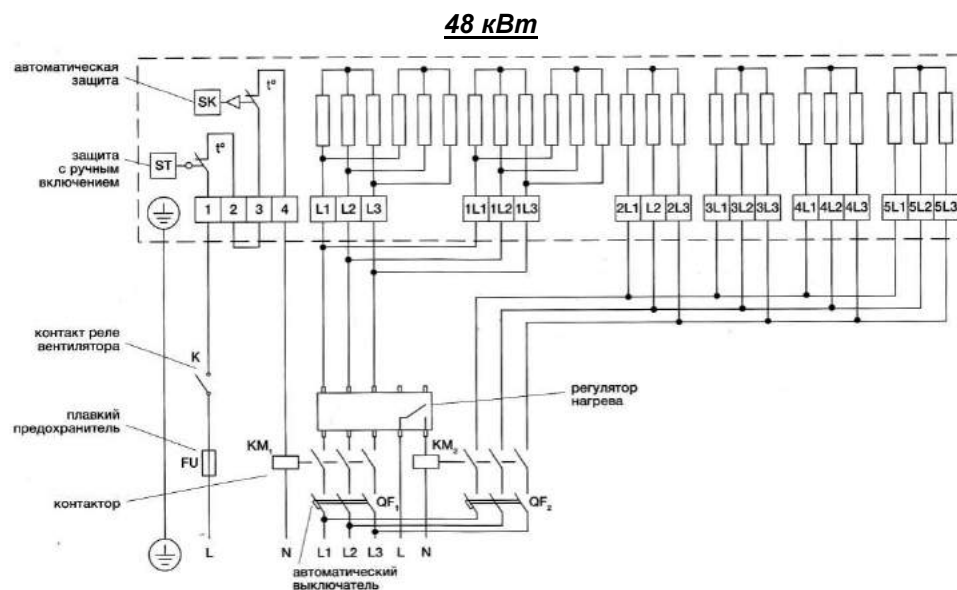 48 кВт
автоматическая
защита
SK
t°
защита
с ручным
включением
ST
t°
1 2 3 4
L1 L2 L3
1L1 1L2 1L3
2L1 L2 2L3
3L1 3L2 3L3
4L1 4L2 4L3
5L1 5L2 5L3
контакт реле
вентилятора
K
регулятор
нагрева
плавкий
предохранитель
FU
KM1
KM2
контактор
QF1
QF2
L N L1 L2 L3 L N
автоматический
выключатель